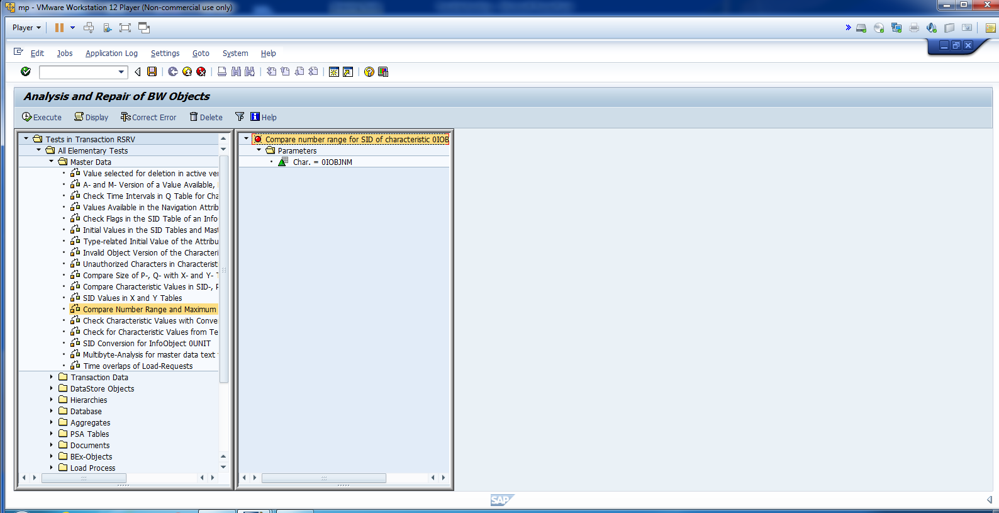 mp - VMware Workstation 12 Player (Non-commercial use only)
Player
Edit Jobs Application Log Settings Goto System Help
Analysis and Repair of BW Objects
Execute Display Correct Error Delete Help
Tests in Transaction RSRV
All Elementary Tests
Master Data
Value selected for deletion in active ver
A- and M- Version of a Value Available,
Check Time Intervals in Q Table for Cha
Values Available in the Navigation Attrib
Check Flags in the SID Table of an Info
Initial Values in the SID Tables and Mast
Type-related Initial Value of the Attribu
Invalid Object Version of the Characteri
Unauthorized Characters in Characterist
Compare Size of P-, Q- with X- and Y- T
Compare Characteristic Values in SID-, P
SID Values in X and Y Tables
Compare Number Range and Maximum
Check Characteristic Values with Conve
Check for Characteristic Values from Te
SID Conversion for InfoObject 0UNIT
Multibyte-Analysis for master data text
Time overlaps of Load-Requests
Transaction Data
DataStore Objects
Hierarchies
Database
Aggregates
PSA Tables
Documents
BEx-Objects
Load Process
Compare number range for SID of characteristic 0IOB
Parameters
Char. = 0IOBJNM
SAP